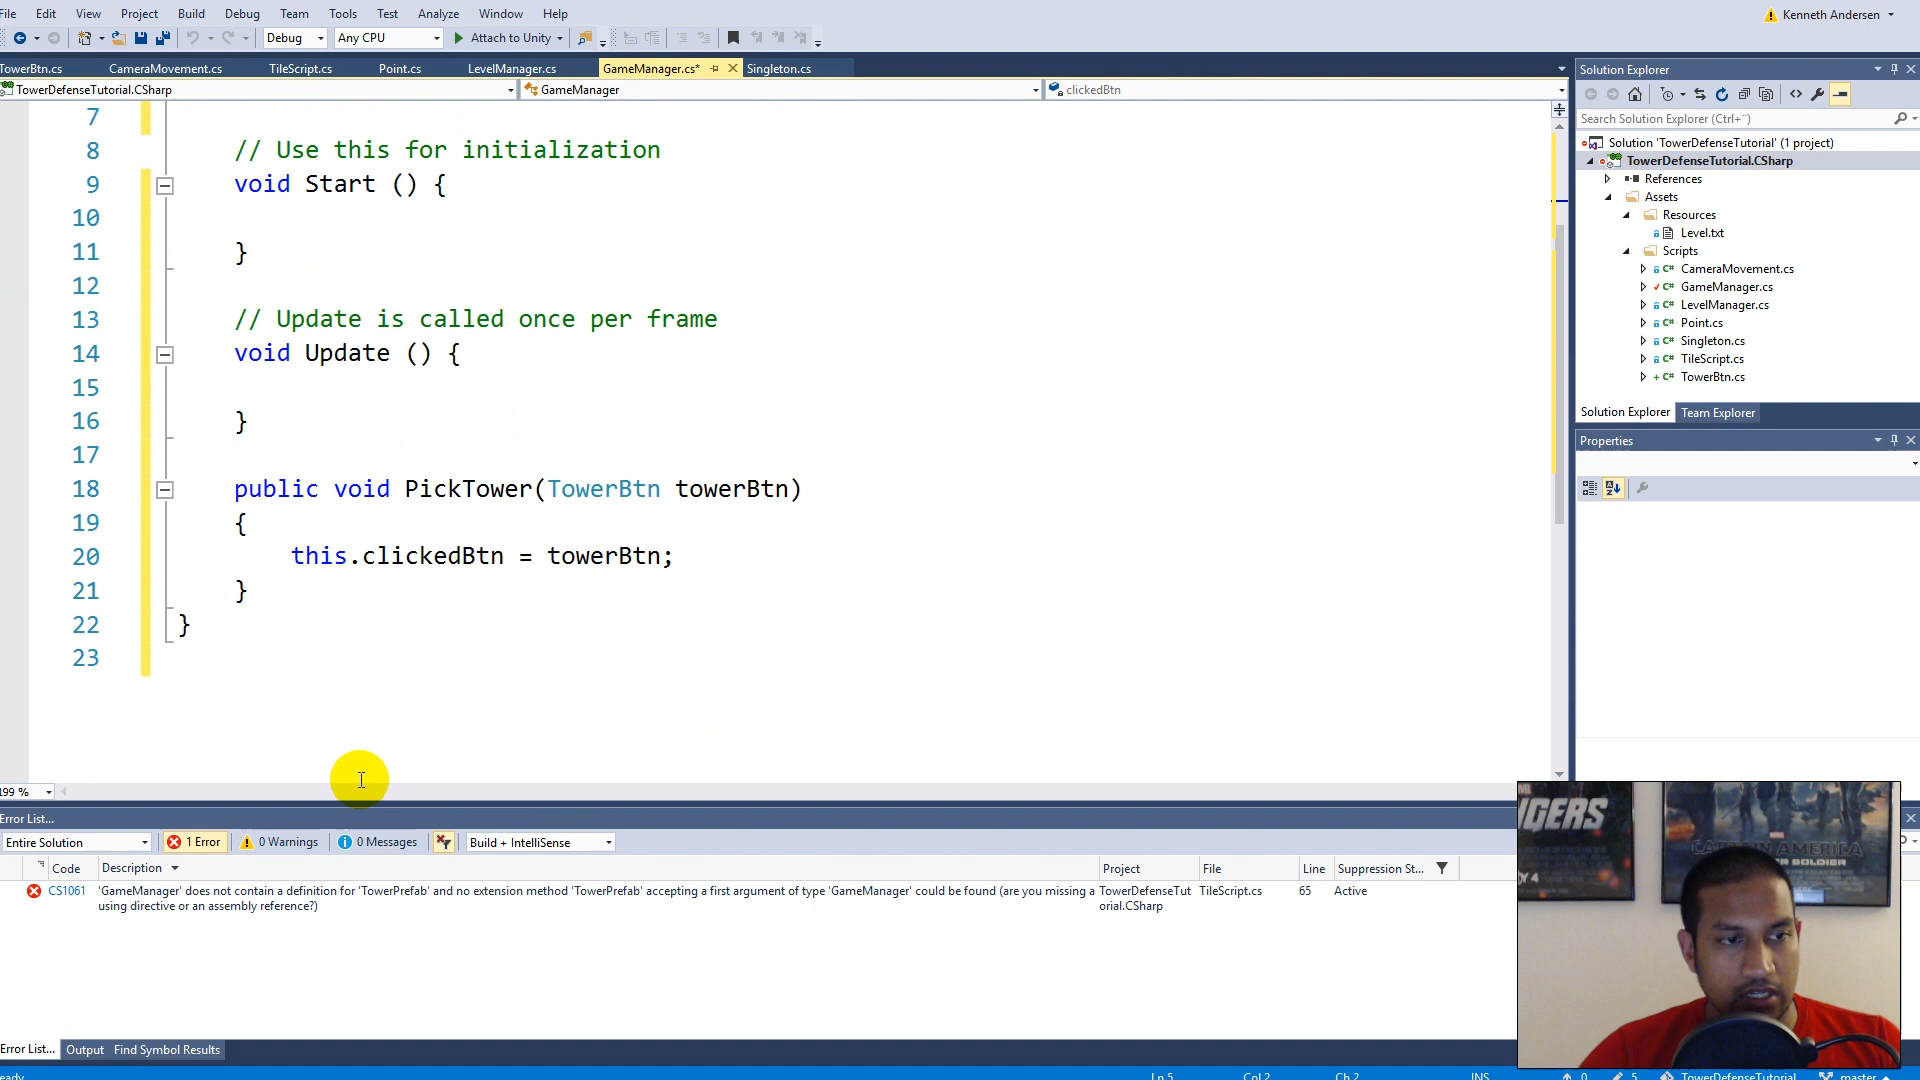 File Edit View Project Build Debug Team Tools Test Analyze Window Help Kenneth Andersen
Debug Any CPU Attach to Unity
TowerBtn.cs CameraMovement.cs TileScript.cs Point.cs LevelManager.cs GameManager.cs* Singleton.cs
TowerDefenseTutorial.CSharp GameManager clickedBtn
7
8 // Use this for initialization
9 void Start () {
10
11 }
12
13 // Update is called once per frame
14 void Update () {
15
16 }
17
18 public void PickTower(TowerBtn towerBtn)
19 {
20 this.clickedBtn = towerBtn;
21 }
22 }
23
199 %
Solution Explorer
Search Solution Explorer (Ctrl+¨)
Solution 'TowerDefenseTutorial' (1 project)
TowerDefenseTutorial.CSharp
References
Assets
Resources
Level.txt
Scripts
CameraMovement.cs
GameManager.cs
LevelManager.cs
Point.cs
Singleton.cs
TileScript.cs
TowerBtn.cs
Solution Explorer Team Explorer
Properties
Error List...
Entire Solution 1 Error 0 Warnings 0 Messages Build + IntelliSense
Code Description Project File Line Suppression St...
CS1061 'GameManager' does not contain a definition for 'TowerPrefab' and no extension method 'TowerPrefab' accepting a first argument of type 'GameManager' could be found (are you missing a TowerDefenseTut TileScript.cs 65 Active
using directive or an assembly reference?) orial.CSharp
Error List... Output Find Symbol Results
Ready Ln 5 Col 2 Ch 2 INS 0 5 TowerDefenseTutorial master
CAPTAIN AMERICA